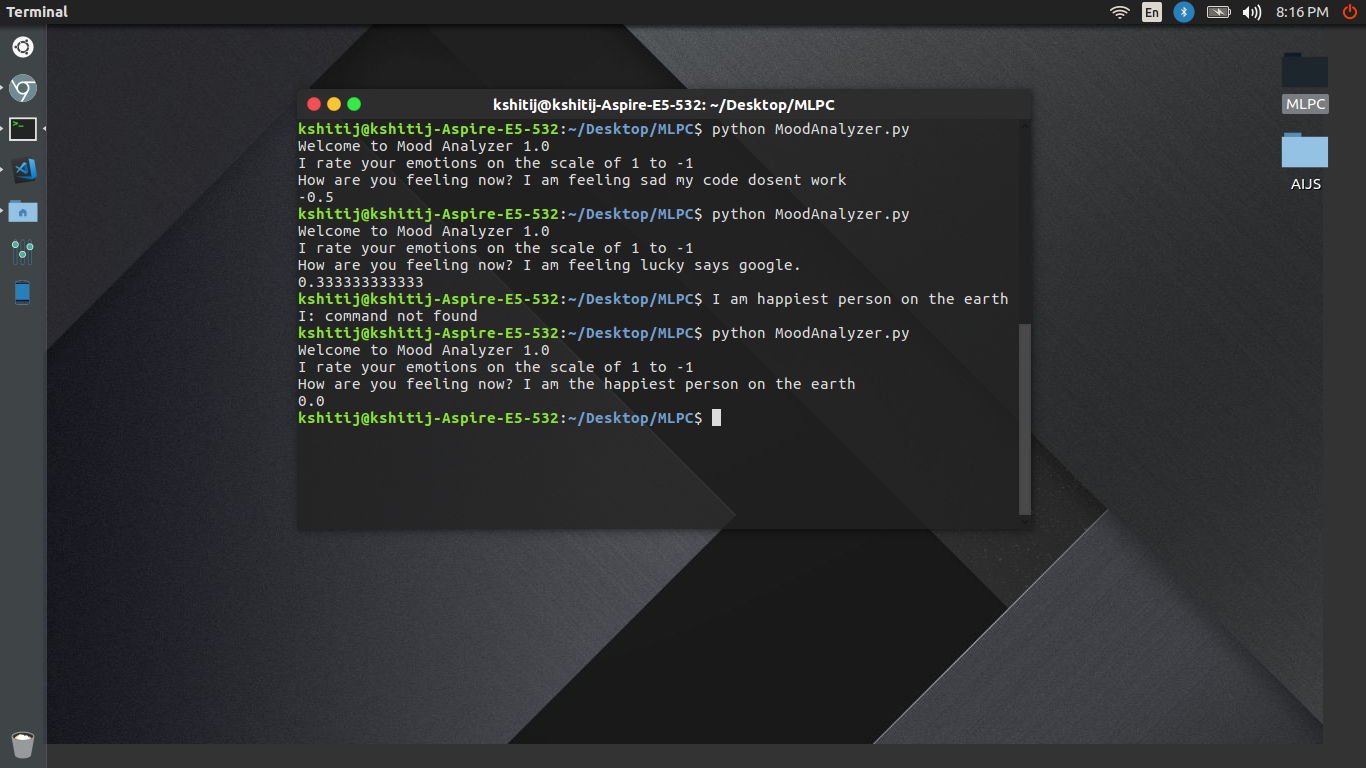 Terminal
En
8:16 PM
MLPC
AIJS
kshitij@kshitij-Aspire-E5-532: ~/Desktop/MLPC
kshitij@kshitij-Aspire-E5-532:~/Desktop/MLPC$ python MoodAnalyzer.py
Welcome to Mood Analyzer 1.0
I rate your emotions on the scale of 1 to -1
How are you feeling now? I am feeling sad my code dosent work
-0.5
kshitij@kshitij-Aspire-E5-532:~/Desktop/MLPC$ python MoodAnalyzer.py
Welcome to Mood Analyzer 1.0
I rate your emotions on the scale of 1 to -1
How are you feeling now? I am feeling lucky says google.
0.333333333333
kshitij@kshitij-Aspire-E5-532:~/Desktop/MLPC$ I am happiest person on the earth
I: command not found
kshitij@kshitij-Aspire-E5-532:~/Desktop/MLPC$ python MoodAnalyzer.py
Welcome to Mood Analyzer 1.0
I rate your emotions on the scale of 1 to -1
How are you feeling now? I am the happiest person on the earth
0.0
kshitij@kshitij-Aspire-E5-532:~/Desktop/MLPC$